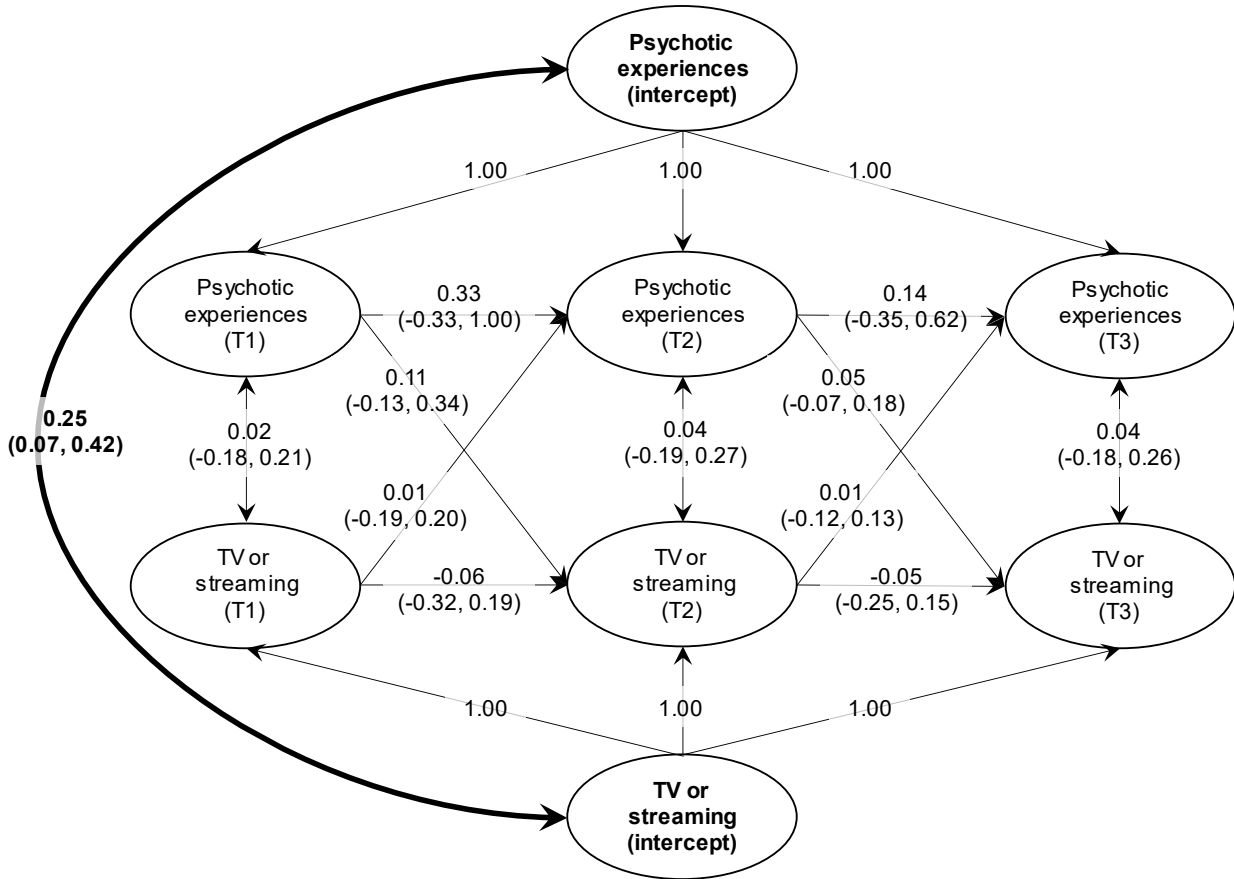 Psychotic
experiences
(intercept)
1.00
1.00
1.00
Psychotic
experiences
(T1)
0.33
(-0.33, 1.00)
Psychotic
experiences
(T2)
0.14
(-0.35, 0.62)
Psychotic
experiences
(T3)
0.11
(-0.13, 0.34)
0.05
(-0.07, 0.18)
0.25
(0.07, 0.42)
0.02
(-0.18, 0.21)
0.04
(-0.19, 0.27)
0.04
(-0.18, 0.26)
0.01
(-0.19, 0.20)
0.01
(-0.12, 0.13)
TV or
streaming
(T1)
-0.06
(-0.32, 0.19)
TV or
streaming
(T2)
-0.05
(-0.25, 0.15)
TV or
streaming
(T3)
1.00
1.00
1.00
TV or
streaming
(intercept)